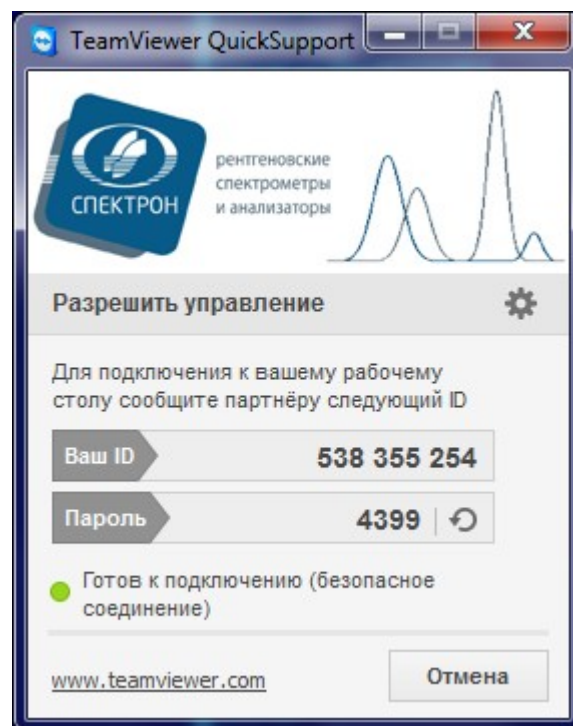 TeamViewer QuickSupport
СПЕКТРОН
рентгеновские
спектрометры
и анализаторы
Разрешить управление
Для подключения к вашему рабочему
столу сообщите партнёру следующий ID
Ваш ID 538 355 254
Пароль 4399
Готов к подключению (безопасное
соединение)
www.teamviewer.com Отмена